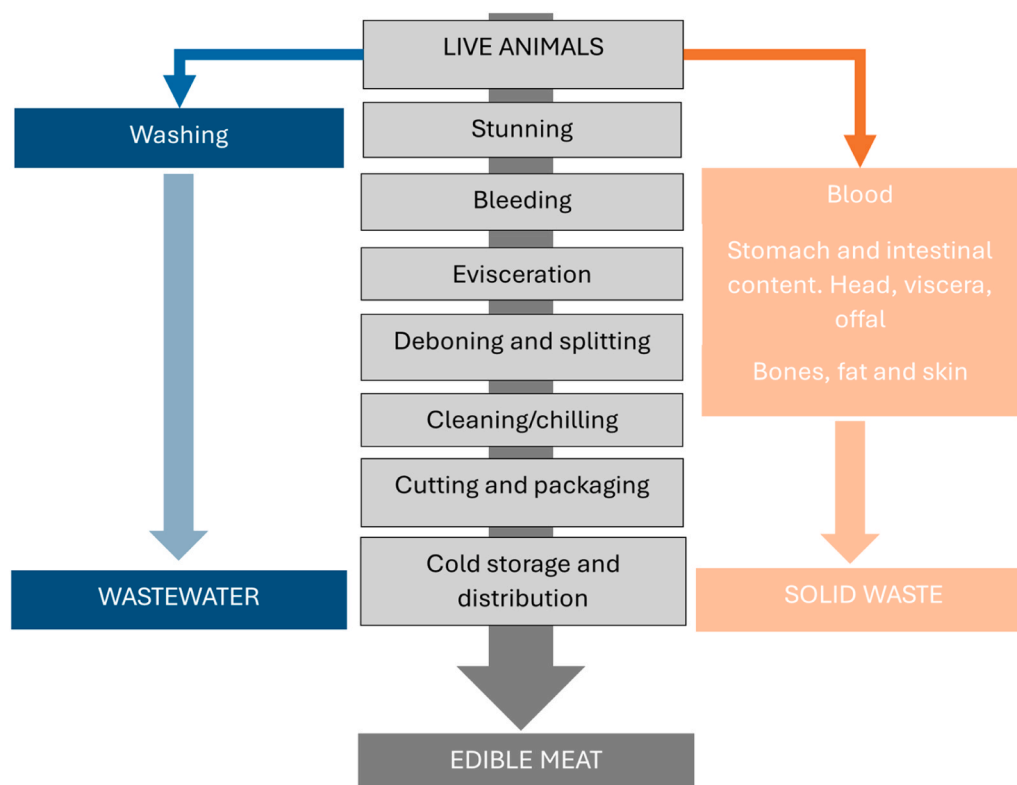 LIVE ANIMALS
Washing
Stunning
Bleeding
Evisceration
Deboning and splitting
Cleaning/chilling
Cutting and packaging
Cold storage and
distribution
Blood
Stomach and intestinal
content. Head, viscera,
offal
Bones, fat and skin
WASTEWATER
SOLID WASTE
EDIBLE MEAT